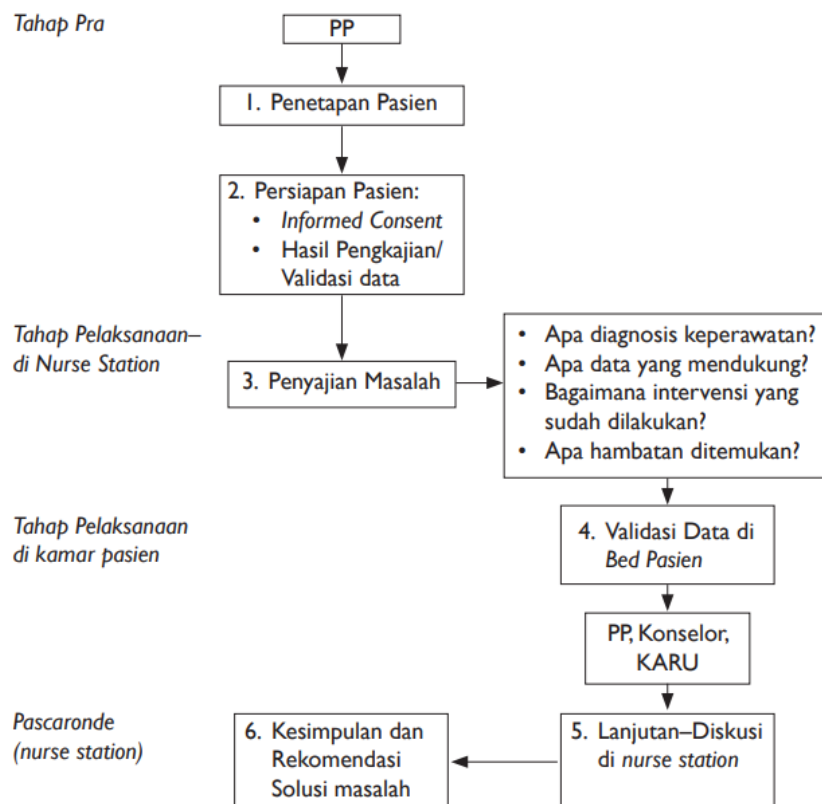 Tahap Pra
PP
1. Penetapan Pasien
2. Persiapan Pasien:
• Informed Consent
• Hasil Pengkajian/
Validasi data
Tahap Pelaksanaan–
di Nurse Station
3. Penyajian Masalah
• Apa diagnosis keperawatan?
• Apa data yang mendukung?
• Bagaimana intervensi yang
sudah dilakukan?
• Apa hambatan ditemukan?
Tahap Pelaksanaan
di kamar pasien
4. Validasi Data di
Bed Pasien
PP, Konselor,
KARU
Pascaronde
(nurse station)
5. Lanjutan–Diskusi
di nurse station
6. Kesimpulan dan
Rekomendasi
Solusi masalah